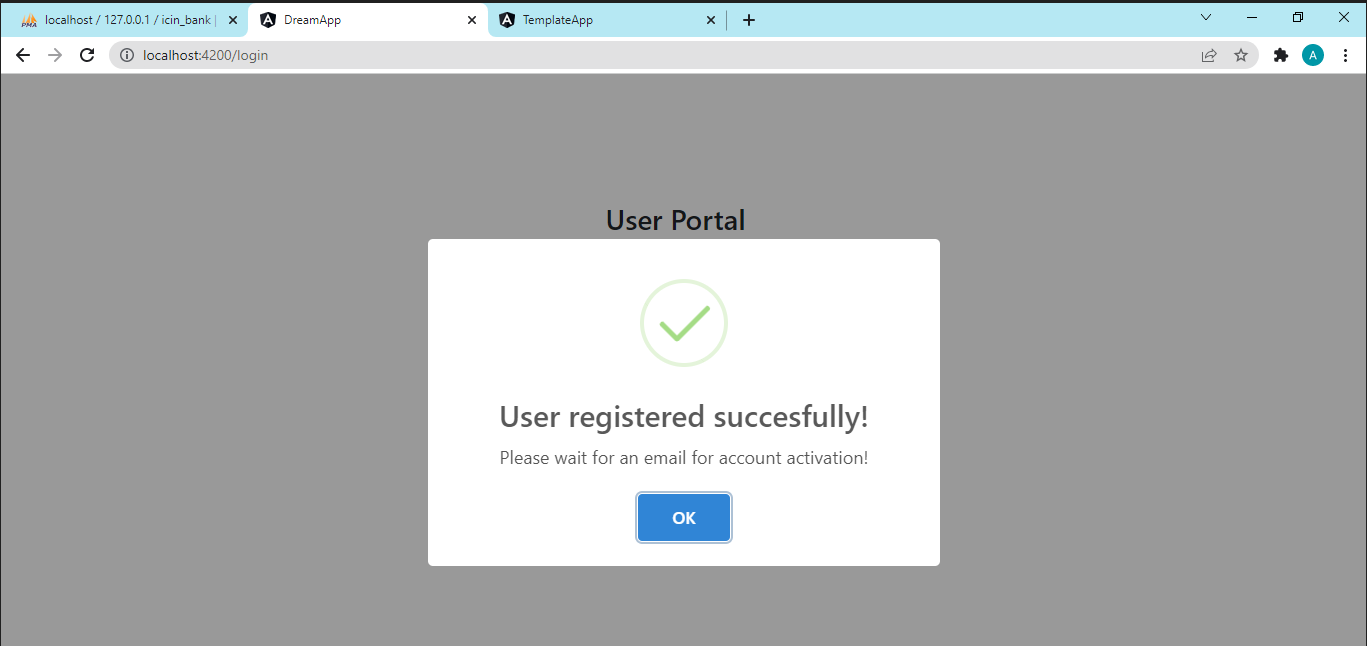 PMA localhost / 127.0.0.1 / icin_bank |
DreamApp
TemplateApp
localhost:4200/login
A
User Portal
User registered succesfully!
Please wait for an email for account activation!
OK